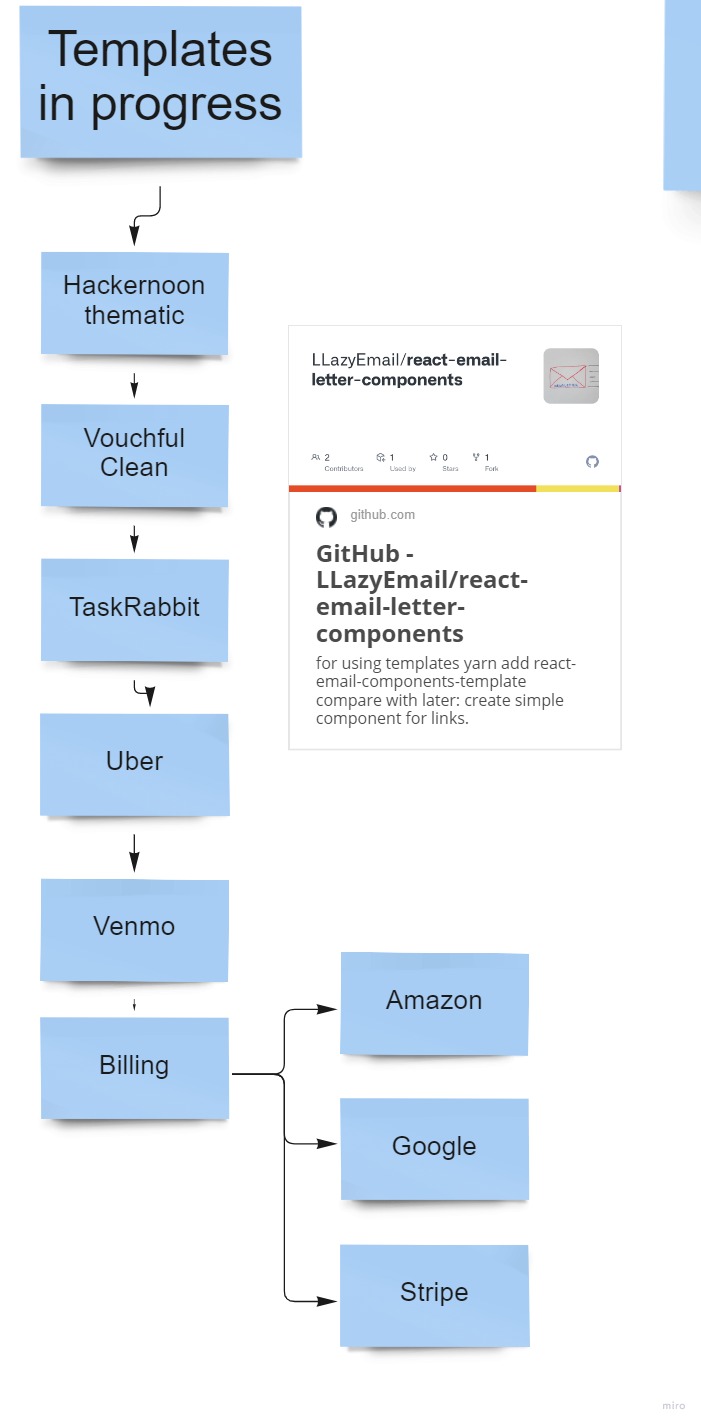 Templates
in progress
Hackernoon
thematic
Vouchful
Clean
TaskRabbit
Uber
Venmo
Billing
LLazyEmail/react-email-
letter-components
2
Contributors
1
Used by
0
Stars
1
Fork
github.com
GitHub -
LLazyEmail/react-
email-letter-
components
for using templates yarn add react-
email-components-template
compare with later: create simple
component for links.
Amazon
Google
Stripe
miro